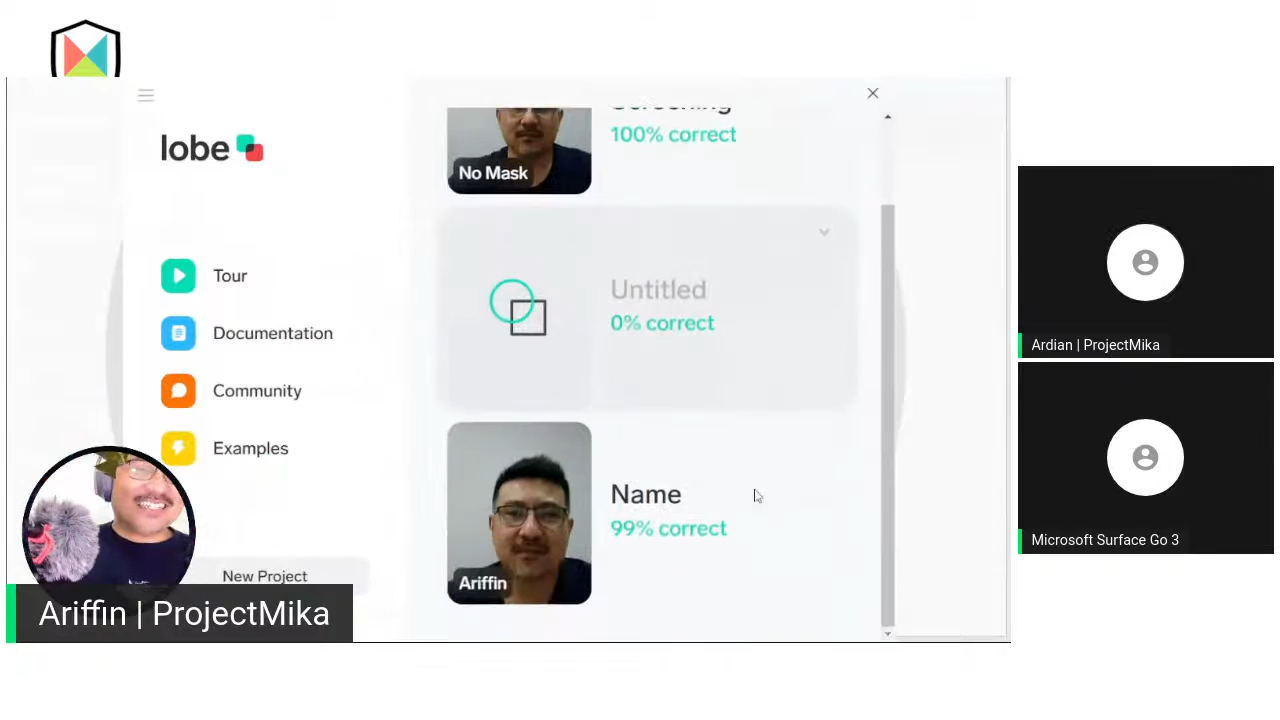 lobe
Tour
Documentation
Community
Examples
New Project
Screening
100% correct
No Mask
Untitled
0% correct
Name
99% correct
Ariffin
Ariffin | ProjectMika
Ardian | ProjectMika
Microsoft Surface Go 3